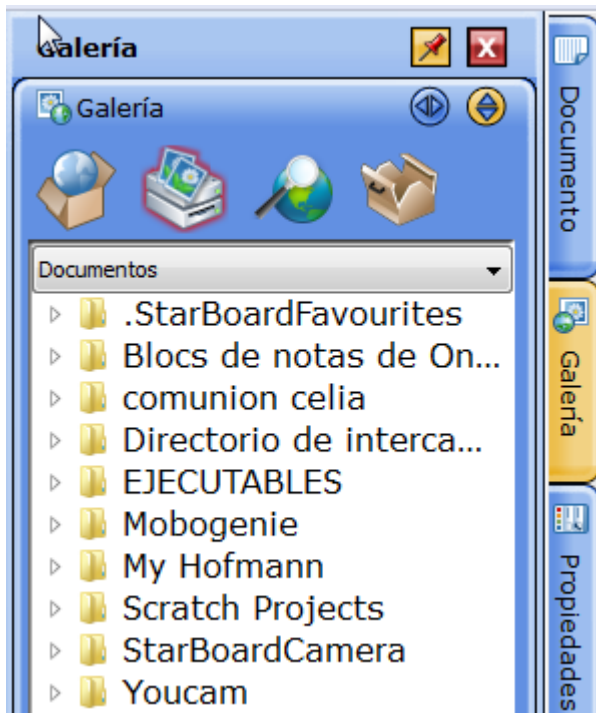 Galería
Galería
Documentos
.StarBoardFavourites
Blocs de notas de On...
comunion celia
Directorio de interca...
EJECUTABLES
Mobogenie
My Hofmann
Scratch Projects
StarBoardCamera
Youcam
Documento
Galería
Propiedades